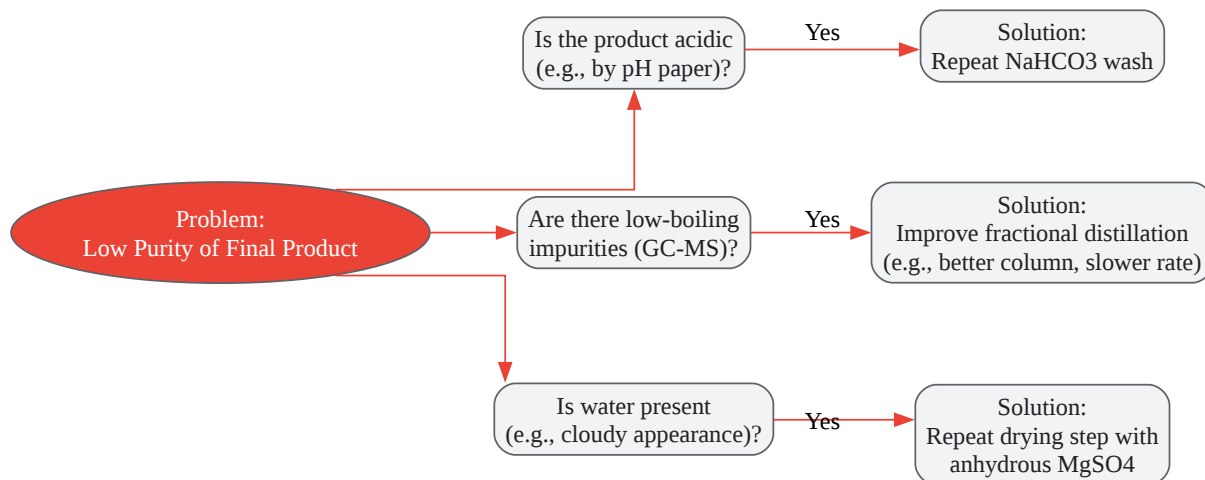 Is the product acidic
(e.g., by pH paper)?
Yes
Solution:
Repeat NaHCO3 wash
Problem:
Low Purity of Final Product
Are there low-boiling
impurities (GC-MS)?
Yes
Solution:
Improve fractional distillation
(e.g., better column, slower rate)
Is water present
(e.g., cloudy appearance)?
Yes
Solution:
Repeat drying step with
anhydrous MgSO4